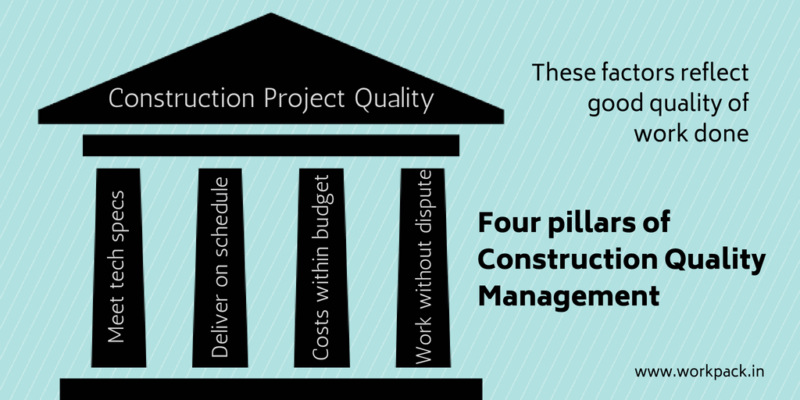 Construction Project Quality
Meet tech specs
Deliver on schedule
Costs within budget
Work without dispute
These factors reflect
good quality of
work done
Four pillars of
Construction Quality
Management
www.workpack.in